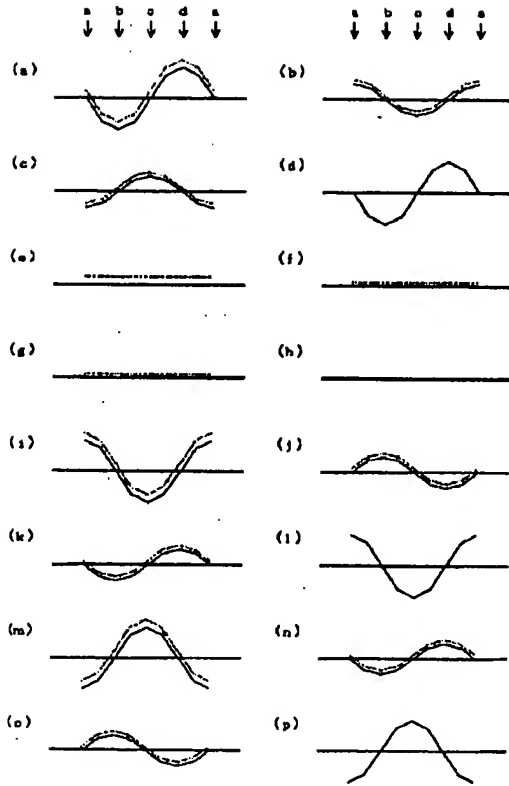 a b c d a a b c d a
(a) (b)
(c) (d)
(e) (f)
(g) (h)
(i) (j)
(k) (l)
(m) (n)
(o) (p)